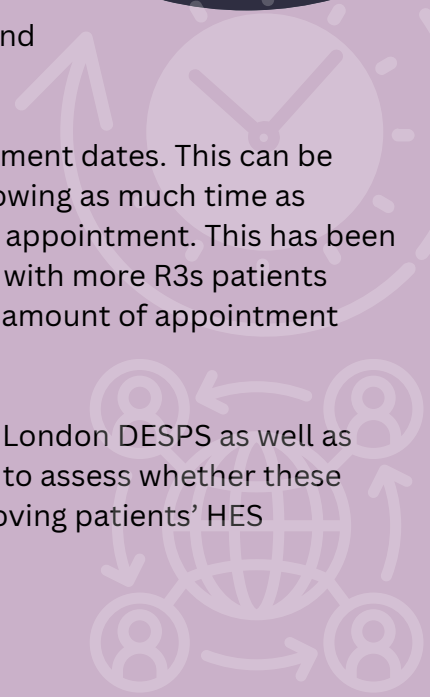 nd
ment dates. This can be
owing as much time as
appointment. This has been
with more R3s patients
amount of appointment
London DESPS as well as
to assess whether these
oving patients’ HES